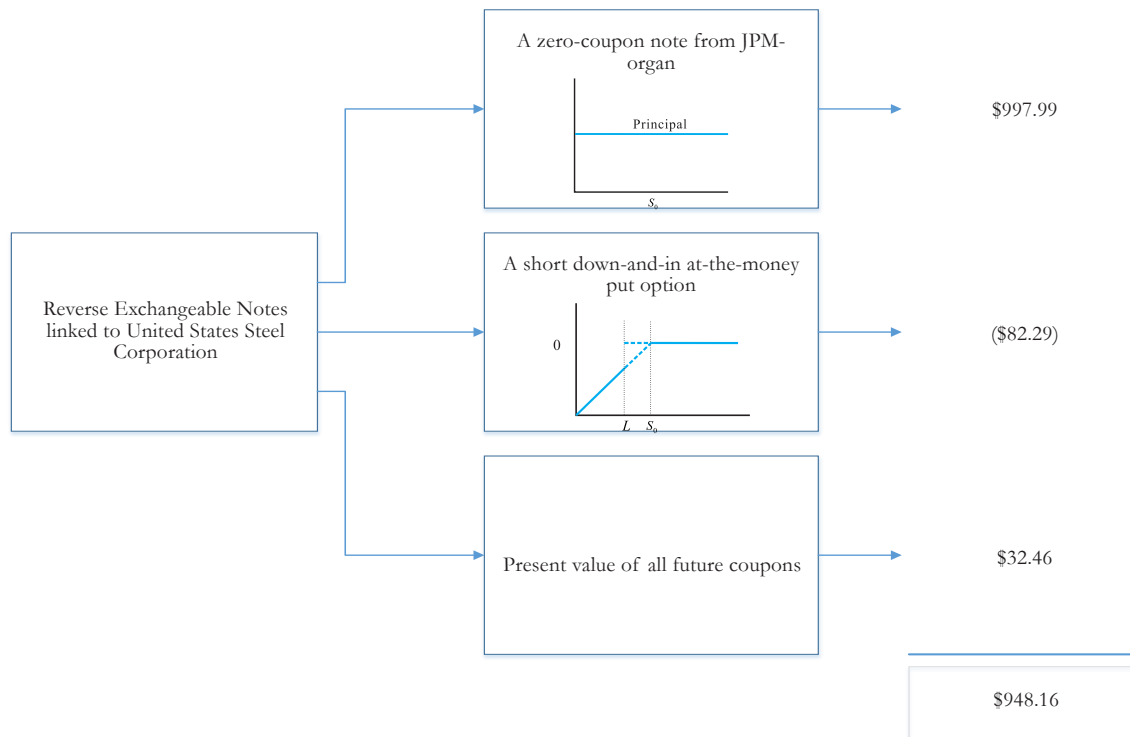 A zero-coupon note from JPM-
organ
Principal
S₀
$997.99
Reverse Exchangeable Notes
linked to United States Steel
Corporation
A short down-and-in at-the-money
put option
0
L S₀
($82.29)
Present value of all future coupons
$32.46
$948.16